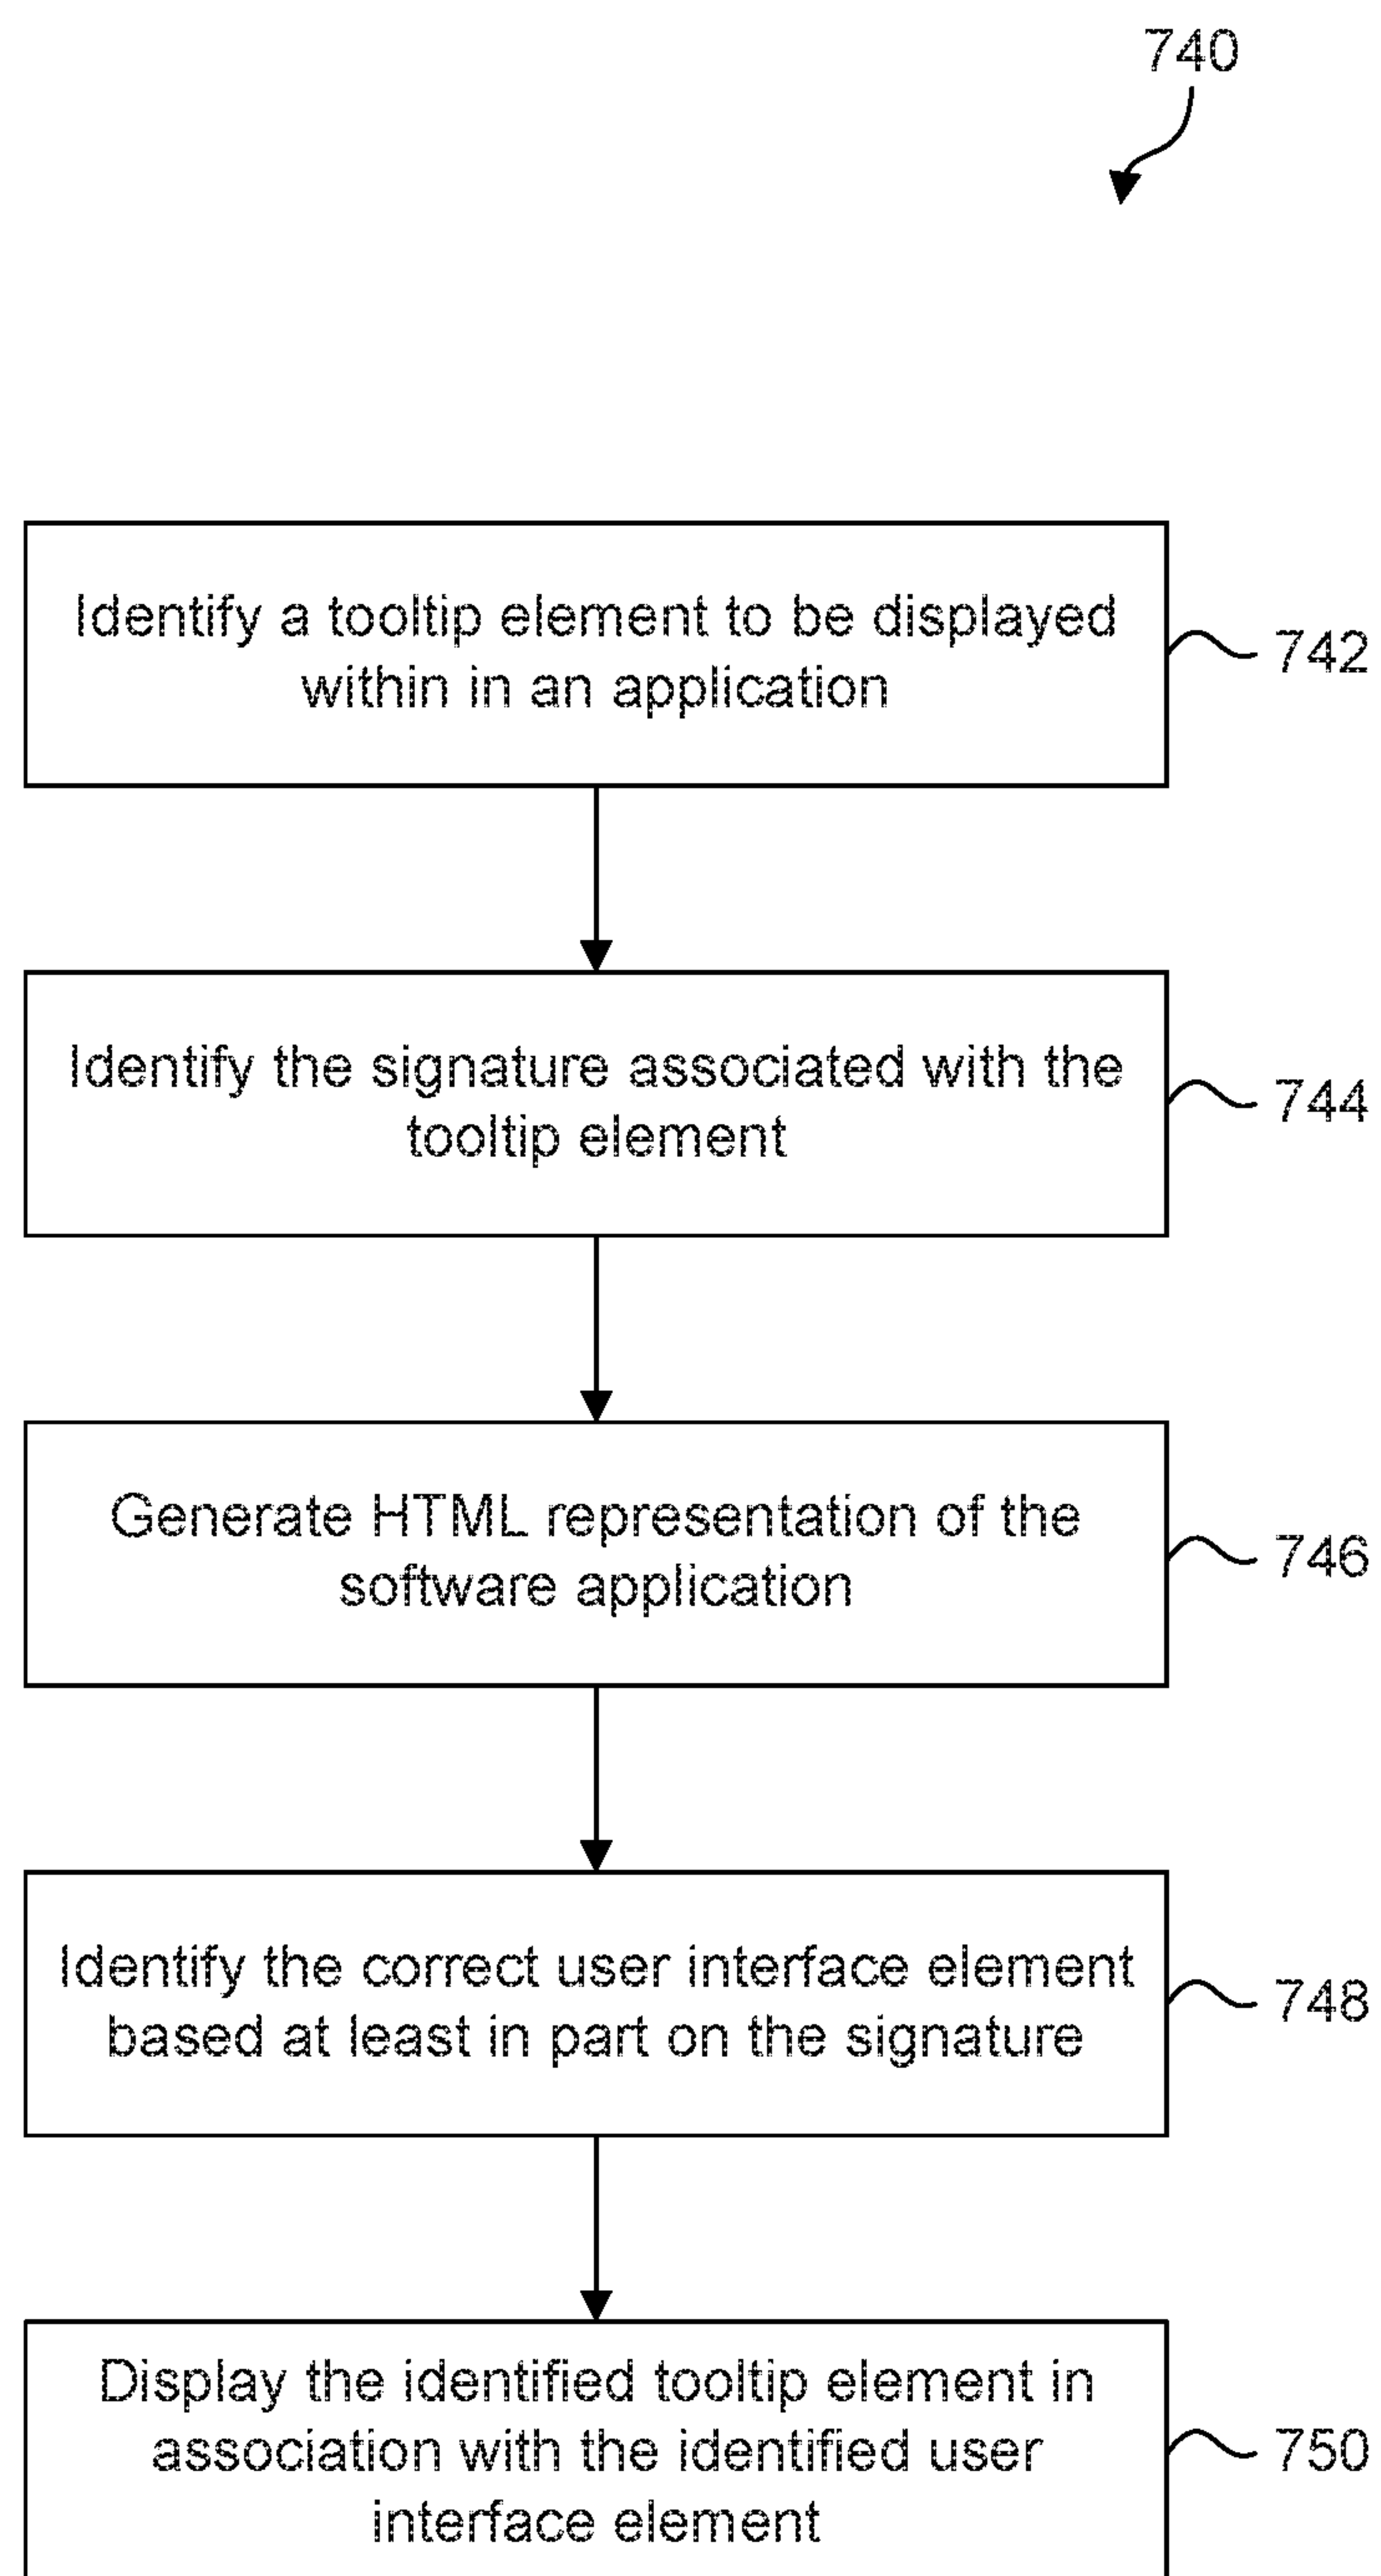 740
Identify a tooltip element to be displayed
within in an application
742
Identify the signature associated with the
tooltip element
744
Generate HTML representation of the
software application
746
Identify the correct user interface element
based at least in part on the signature
748
Display the identified tooltip element in
association with the identified user
interface element
750